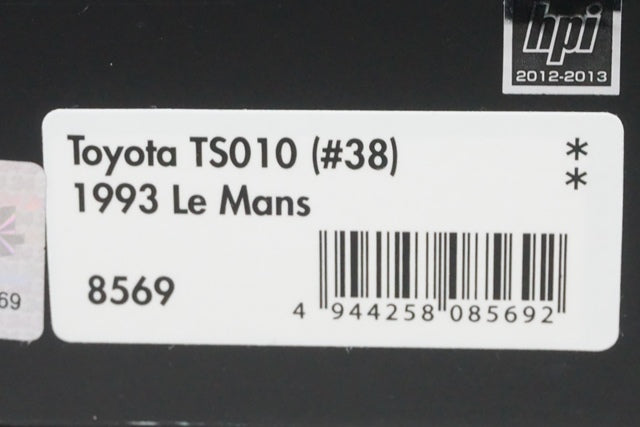 hpi
2012-2013
Toyota TS010 (#38)
1993 Le Mans
**
8569
4 944258 085692
69